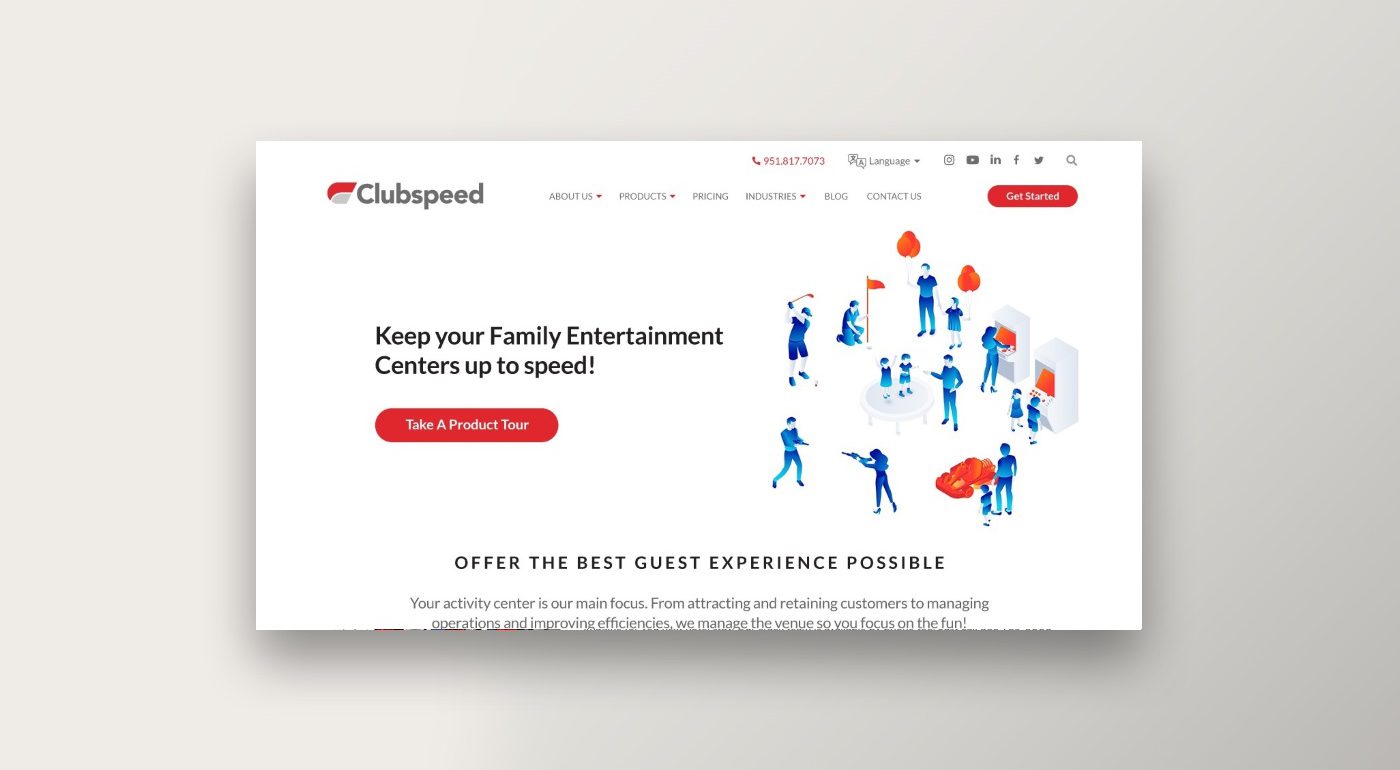 951.817.7073 Language
Clubspeed
ABOUT US PRODUCTS PRICING INDUSTRIES BLOG CONTACT US Get Started
Keep your Family Entertainment
Centers up to speed!
Take A Product Tour
OFFER THE BEST GUEST EXPERIENCE POSSIBLE
Your activity center is our main focus. From attracting and retaining customers to managing
operations and improving efficiencies, we manage the venue so you focus on the fun!